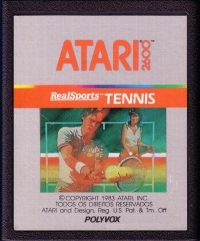 ATARI 2600
RealSports™ TENNIS
© COPYRIGHT 1983 ATARI, INC.
TODOS OS DIREITOS RESERVADOS
ATARI and Design, Reg. U.S. Pat. & Tm. Off.
POLYVOX